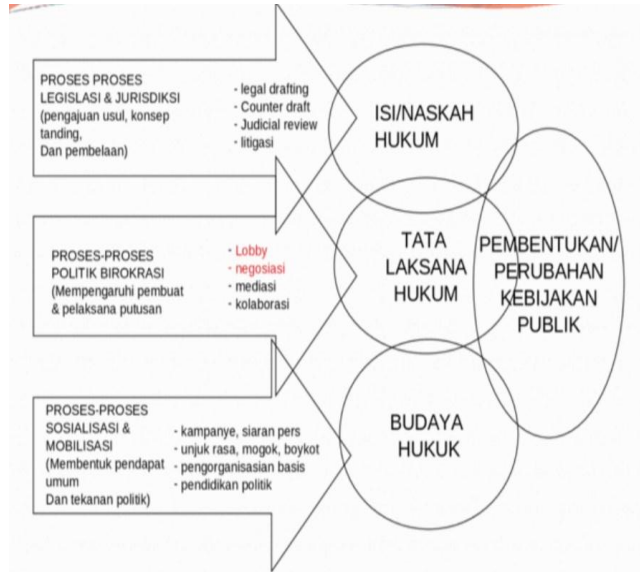 PROSES PROSES
LEGISLASI & JURISDIKSI
(pengajuan usul, konsep
tanding,
Dan pembelaan)
- legal drafting
- Counter draft
- Judicial review
- litigasi
ISI/NASKAH
HUKUM
PROSES-PROSES
POLITIK BIROKRASI
(Mempengaruhi pembuat
& pelaksana putusan
- Lobby
- negosiasi
- mediasi
- kolaborasi
TATA
LAKSANA
HUKUM
PEMBENTUKAN/
PERUBAHAN
KEBIJAKAN
PUBLIK
PROSES-PROSES
SOSIALISASI &
MOBILISASI
(Membentuk pendapat
umum
Dan tekanan politik)
- kampanye, siaran pers
- unjuk rasa, mogok, boykot
- pengorganisasian basis
- pendidikan politik
BUDAYA
HUKUK